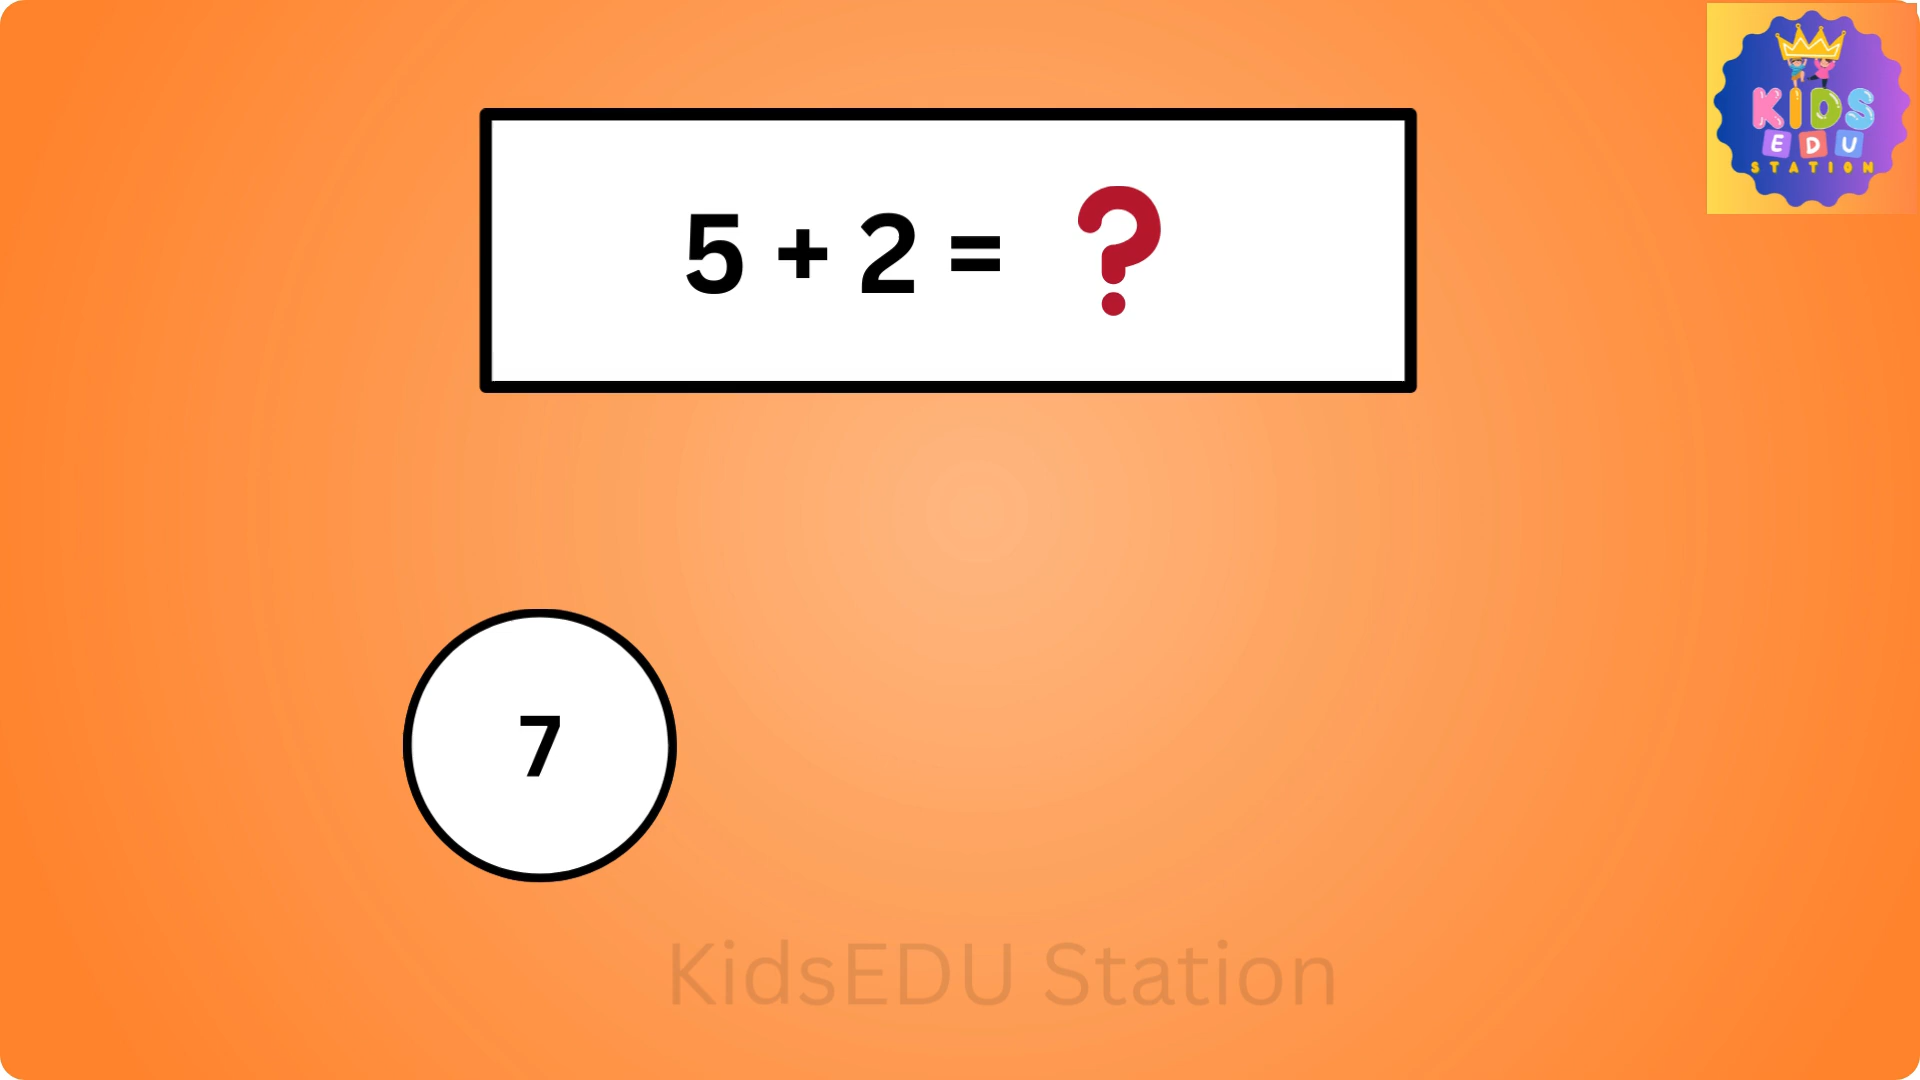 KIDS
EDU
STATION
5 + 2 = ?
7
KidsEDU Station